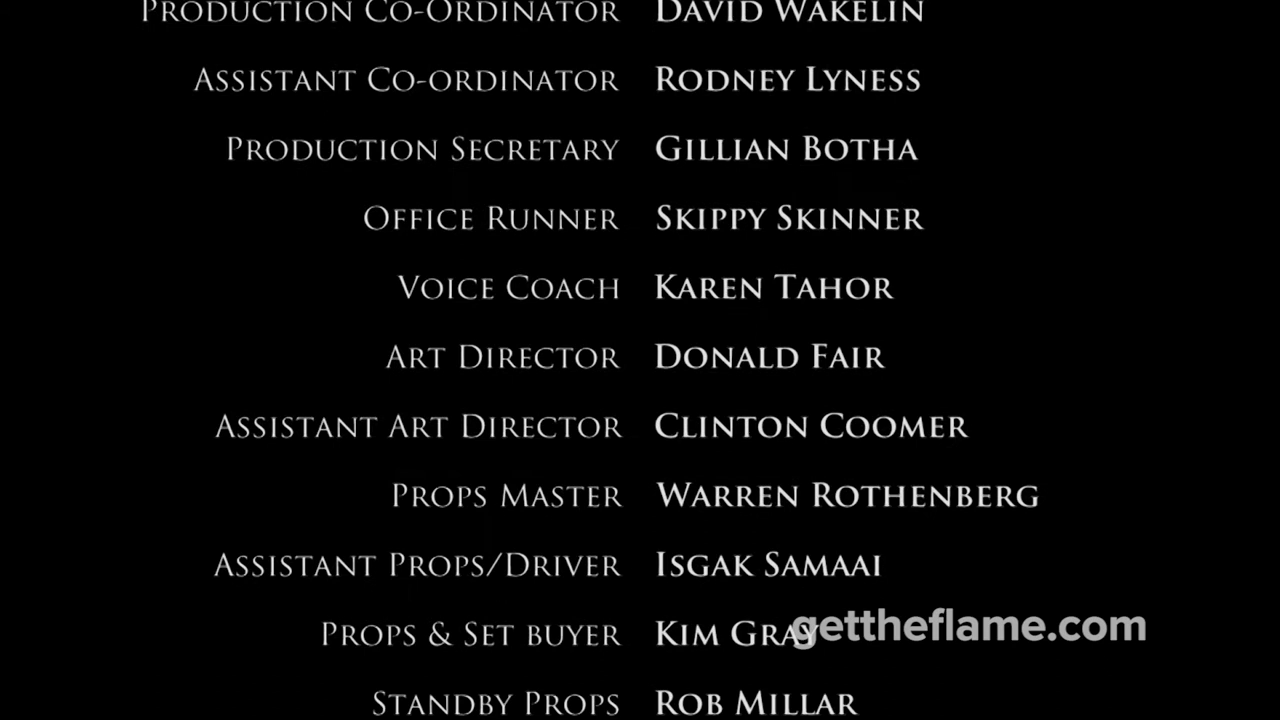 Production Co-Ordinator David Wakelin
Assistant Co-ordinator Rodney Lyness
Production Secretary Gillian Botha
Office Runner Skippy Skinner
Voice Coach Karen Tahor
Art Director Donald Fair
Assistant Art Director Clinton Coomer
Props Master Warren Rothenberg
Assistant Props/Driver Isgak Samaai
Props & Set buyer Kim Gray
gettheflame.com
Standby Props Rob Millar